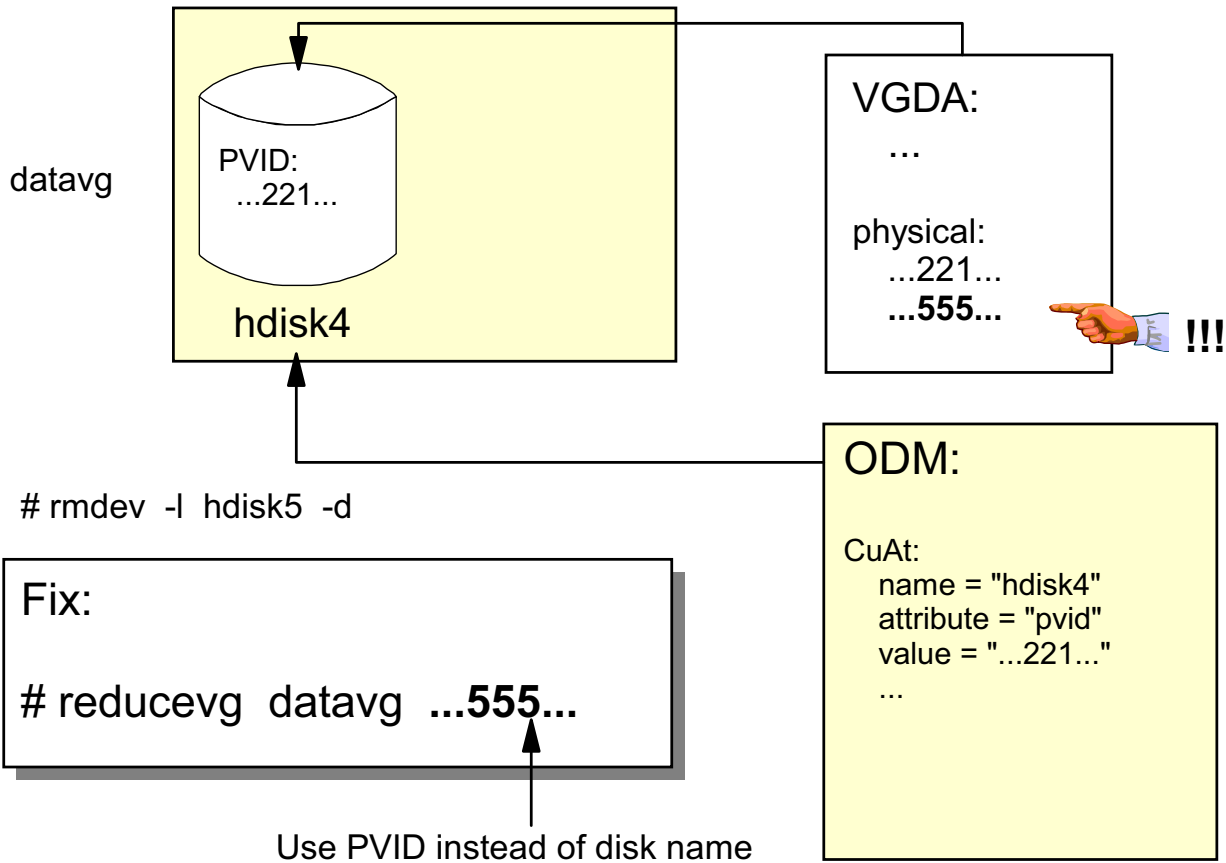 datavg
PVID:
...221...
hdisk4
VGDA:
...
physical:
...221...
...555...
!!!
# rmdev -l hdisk5 -d
Fix:
# reducevg datavg ...555...
Use PVID instead of disk name
ODM:
CuAt:
name = "hdisk4"
attribute = "pvid"
value = "...221..."
...